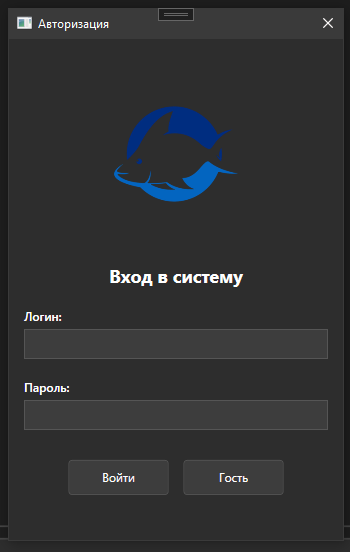 Авторизация
Вход в систему
Логин:
Пароль:
Войти
Гость